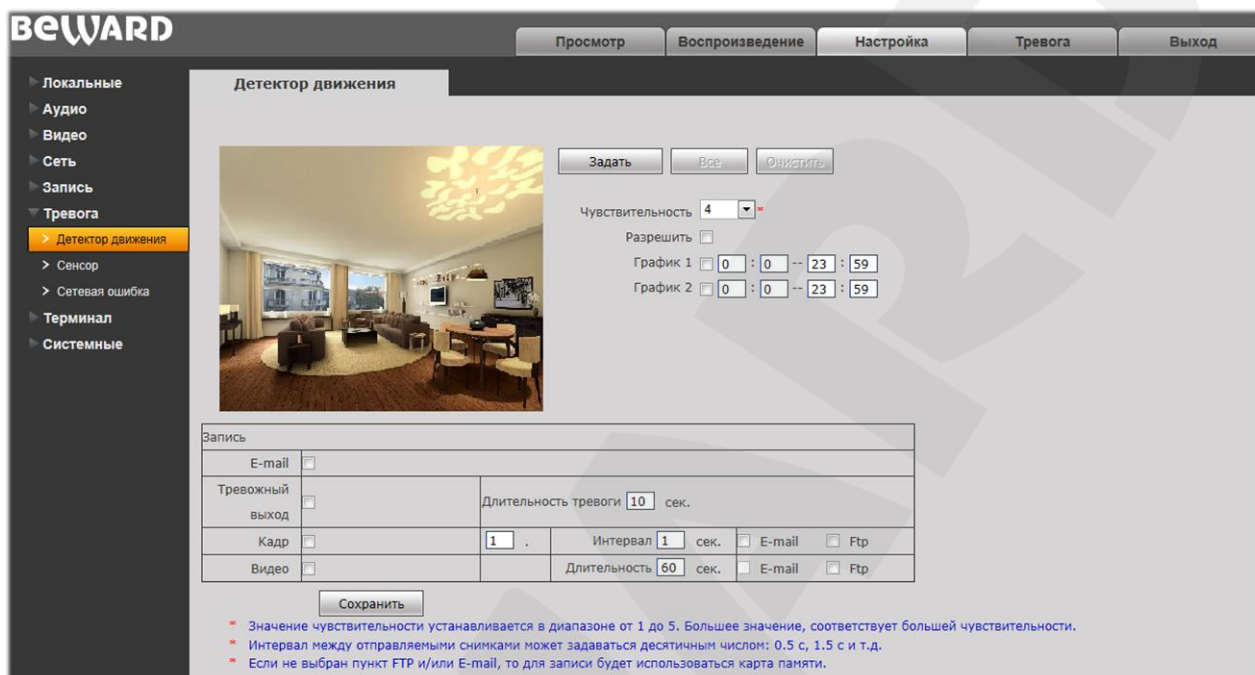 BEWARD
Просмотр Воспроизведение Настройка Тревога Выход
Локальные
Аудио
Видео
Сеть
Запись
Тревога
> Детектор движения
> Сенсор
> Сетевая ошибка
Терминал
Системные
Детектор движения
Задать Все Очистить
Чувствительность 4 *
Разрешить
График 1 0 : 0 -- 23 : 59
График 2 0 : 0 -- 23 : 59
Запись
E-mail
Тревожный выход Длительность тревоги 10 сек.
Кадр 1 . Интервал 1 сек. E-mail Ftp
Видео Длительность 60 сек. E-mail Ftp
Сохранить
* Значение чувствительности устанавливается в диапазоне от 1 до 5. Большее значение, соответствует большей чувствительности.
* Интервал между отправляемыми снимками может задаваться десятичным числом: 0.5 с, 1.5 с и т.д.
* Если не выбран пункт FTP и/или E-mail, то для записи будет использоваться карта памяти.